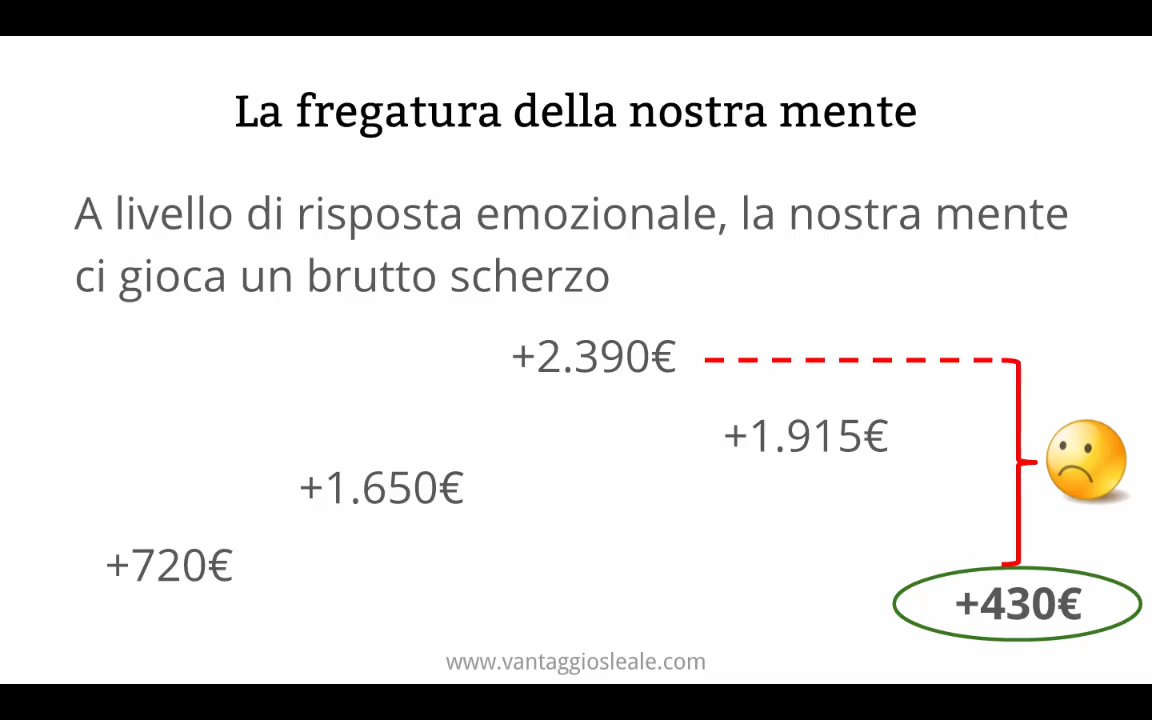 La fregatura della nostra mente
A livello di risposta emozionale, la nostra mente
ci gioca un brutto scherzo
+2.390€
+1.915€
+1.650€
+720€
+430€
www.vantaggiosleale.com